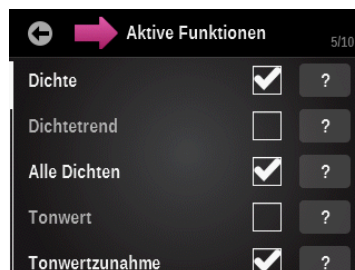 Aktive Funktionen
5/10
Dichte ?
Dichtetrend ?
Alle Dichten ?
Tonwert ?
Tonwertzunahme ?